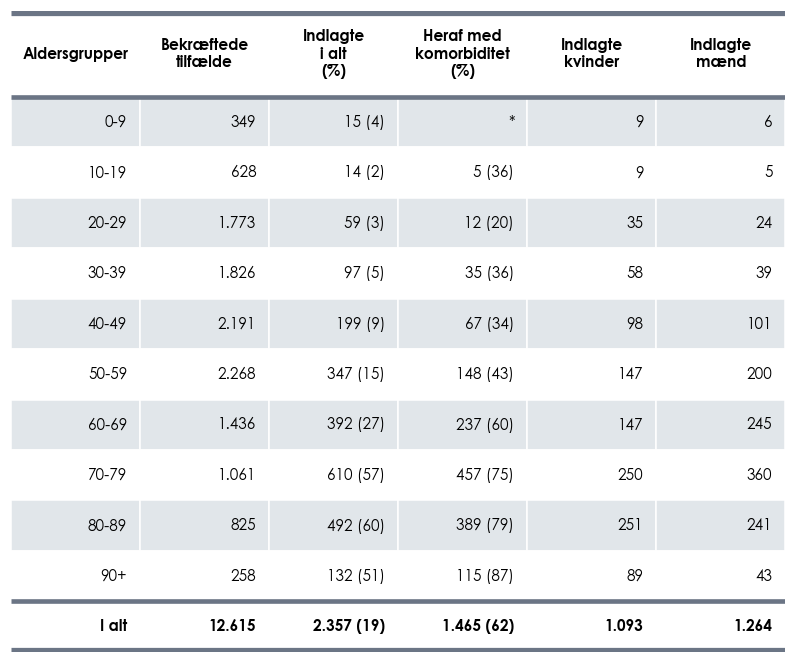 Aldersgrupper Bekræftede tilfælde Indlagte i alt (%) Heraf med komorbiditet (%) Indlagte kvinder Indlagte mænd
0-9 349 15 (4) * 9 6
10-19 628 14 (2) 5 (36) 9 5
20-29 1.773 59 (3) 12 (20) 35 24
30-39 1.826 97 (5) 35 (36) 58 39
40-49 2.191 199 (9) 67 (34) 98 101
50-59 2.268 347 (15) 148 (43) 147 200
60-69 1.436 392 (27) 237 (60) 147 245
70-79 1.061 610 (57) 457 (75) 250 360
80-89 825 492 (60) 389 (79) 251 241
90+ 258 132 (51) 115 (87) 89 43
I alt 12.615 2.357 (19) 1.465 (62) 1.093 1.264